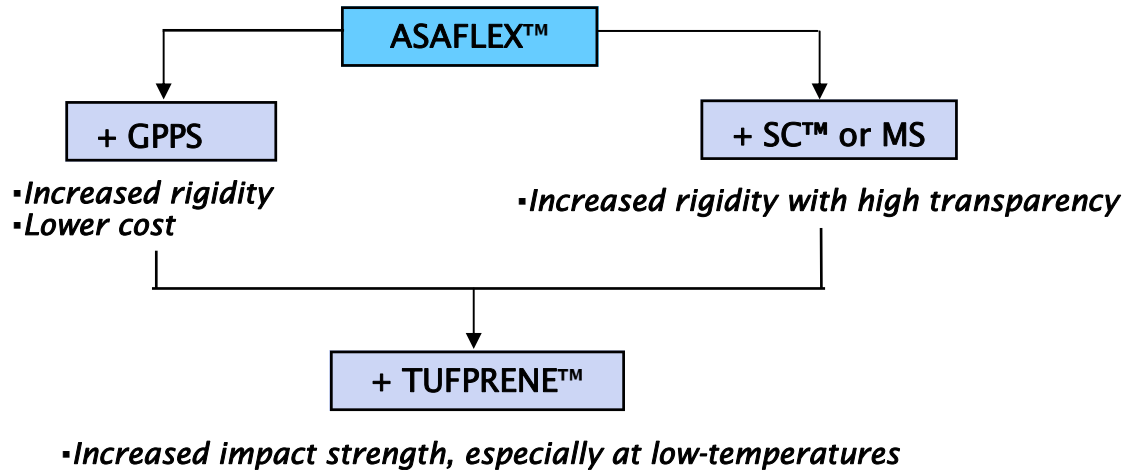 ASAFLEX™
+ GPPS
+ SC™ or MS
▪Increased rigidity
▪Lower cost
▪Increased rigidity with high transparency
+ TUFPRENE™
▪Increased impact strength, especially at low-temperatures